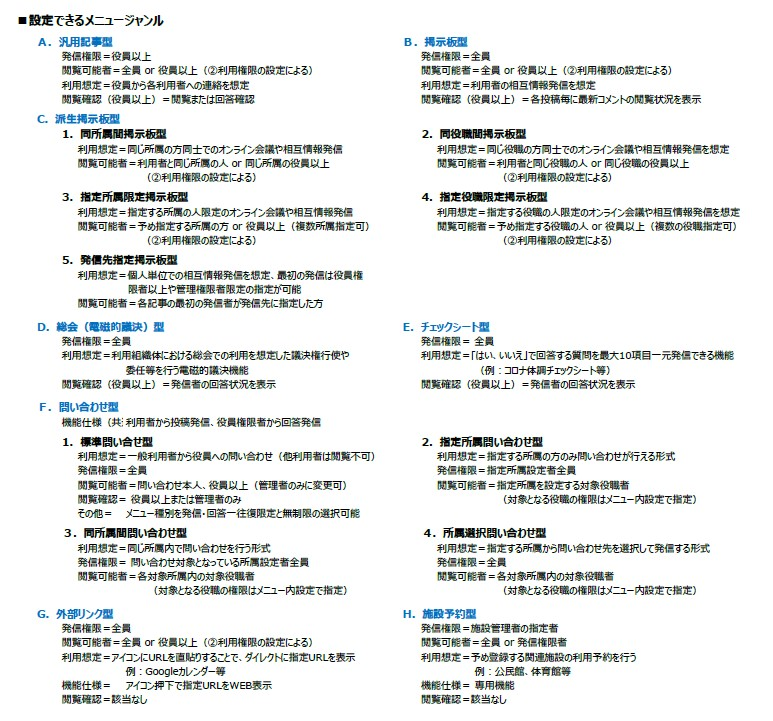 ■設定できるメニュージャンル
A．汎用記事型
発信権限＝役員以上
閲覧可能者＝全員 or 役員以上（②利用権限の設定による）
利用想定＝役員から各利用者への連絡を想定
閲覧確認（役員以上）＝閲覧または回答確認
B．掲示板型
発信権限＝全員
閲覧可能者＝全員 or 役員以上（②利用権限の設定による）
利用想定＝利用者の相互情報発信を想定
閲覧確認（役員以上）＝各投稿毎に最新コメントの閲覧状況を表示
C．派生掲示板型
1．同所属間掲示板型
利用想定＝同じ所属の方同士でのオンライン会議や相互情報発信
閲覧可能者＝利用者と同じ所属の人 or 同じ所属の役員以上
（②利用権限の設定による）
2．同役職間掲示板型
利用想定＝同じ役職の方同士でのオンライン会議や相互情報発信を想定
閲覧可能者＝利用者と同じ役職の人 or 同じ役職の役員以上
（②利用権限の設定による）
3．指定所属限定掲示板型
利用想定＝指定する所属の人限定のオンライン会議や相互情報発信
閲覧可能者＝予め指定する所属の方 or 役員以上（複数所属指定可）
（②利用権限の設定による）
4．指定役職限定掲示板型
利用想定＝指定する役職の人限定のオンライン会議や相互情報発信を想定
閲覧可能者＝予め指定する役職の人 or 役員以上（複数の役職指定可）
（②利用権限の設定による）
5．発信先指定掲示板型
利用想定＝個人単位での相互情報発信を想定、最初の発信は役員権
限者以上や管理権限者限定の指定が可能
閲覧可能者＝各記事の最初の発信者が発信先に指定した方
D．総会（電磁的議決）型
発信権限＝全員
利用想定＝利用組織体における総会での利用を想定した議決権行使や
委任等を行う電磁的議決機能
閲覧確認（役員以上）＝発信者の回答状況を表示
E．チェックシート型
発信権限＝ 全員
利用想定＝「はい、いいえ」で回答する質問を最大10項目一元発信できる機能
（例：コロナ体調チェックシート等）
閲覧確認（役員以上）＝発信者の回答状況を表示
F．問い合わせ型
機能仕様（共通利用者から投稿発信、役員権限者から回答発信
1．標準問い合せ型
利用想定＝一般利用者から役員への問い合わせ（他利用者は閲覧不可）
発信権限＝全員
閲覧可能者＝問い合わせ本人、役員以上（管理者のみに変更可）
閲覧確認＝ 役員以上または管理者のみ
その他＝ メニュー種別を発信・回答一往復限定と無制限の選択可能
2．指定所属問い合わせ型
利用想定＝指定する所属の方のみ問い合わせが行える形式
発信権限＝指定所属設定者全員
閲覧可能者＝指定所属を設定する対象役職者
（対象となる役職の権限はメニュー内設定で指定）
3．同所属間問い合わせ型
利用想定＝同じ所属内で問い合わせを行う形式
発信権限＝ 問い合わせ対象となっている所属設定者全員
閲覧可能者＝各対象所属内の対象役職者
（対象となる役職の権限はメニュー内設定で指定）
4．所属選択問い合わせ型
利用想定＝指定する所属から問い合わせ先を選択して発信する形式
発信権限＝全員
閲覧可能者＝各対象所属内の対象役職者
（対象となる役職の権限はメニュー内設定で指定）
G．外部リンク型
発信権限＝全員
閲覧可能者＝全員 or 役員以上（②利用権限の設定による）
利用想定＝アイコンにURLを直貼りすることで、ダイレクトに指定URLを表示
例：Googleカレンダー等
機能仕様＝ アイコン押下で指定URLをWEB表示
閲覧確認＝該当なし
H．施設予約型
発信権限＝施設管理者の指定者
閲覧可能者＝全員 or 発信権限者
利用想定＝予め登録する関連施設の利用予約を行う
例：公民館、体育館等
機能仕様＝ 専用機能
閲覧確認＝該当なし